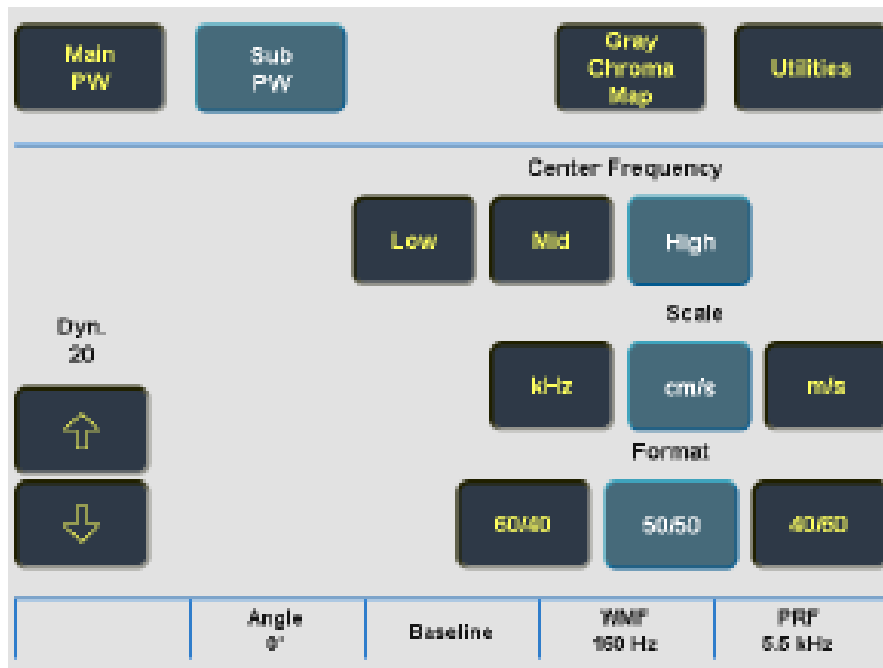 Main
PW
Sub
PW
Gray
Chroma
Map
Utilities
Center Frequency
Low
Mid
High
Scale
Dyn.
20
kHz
cm/s
m/s
Format
60/40
50/50
40/60
Angle
0°
Baseline
WMF
160 Hz
PRF
5.5 kHz